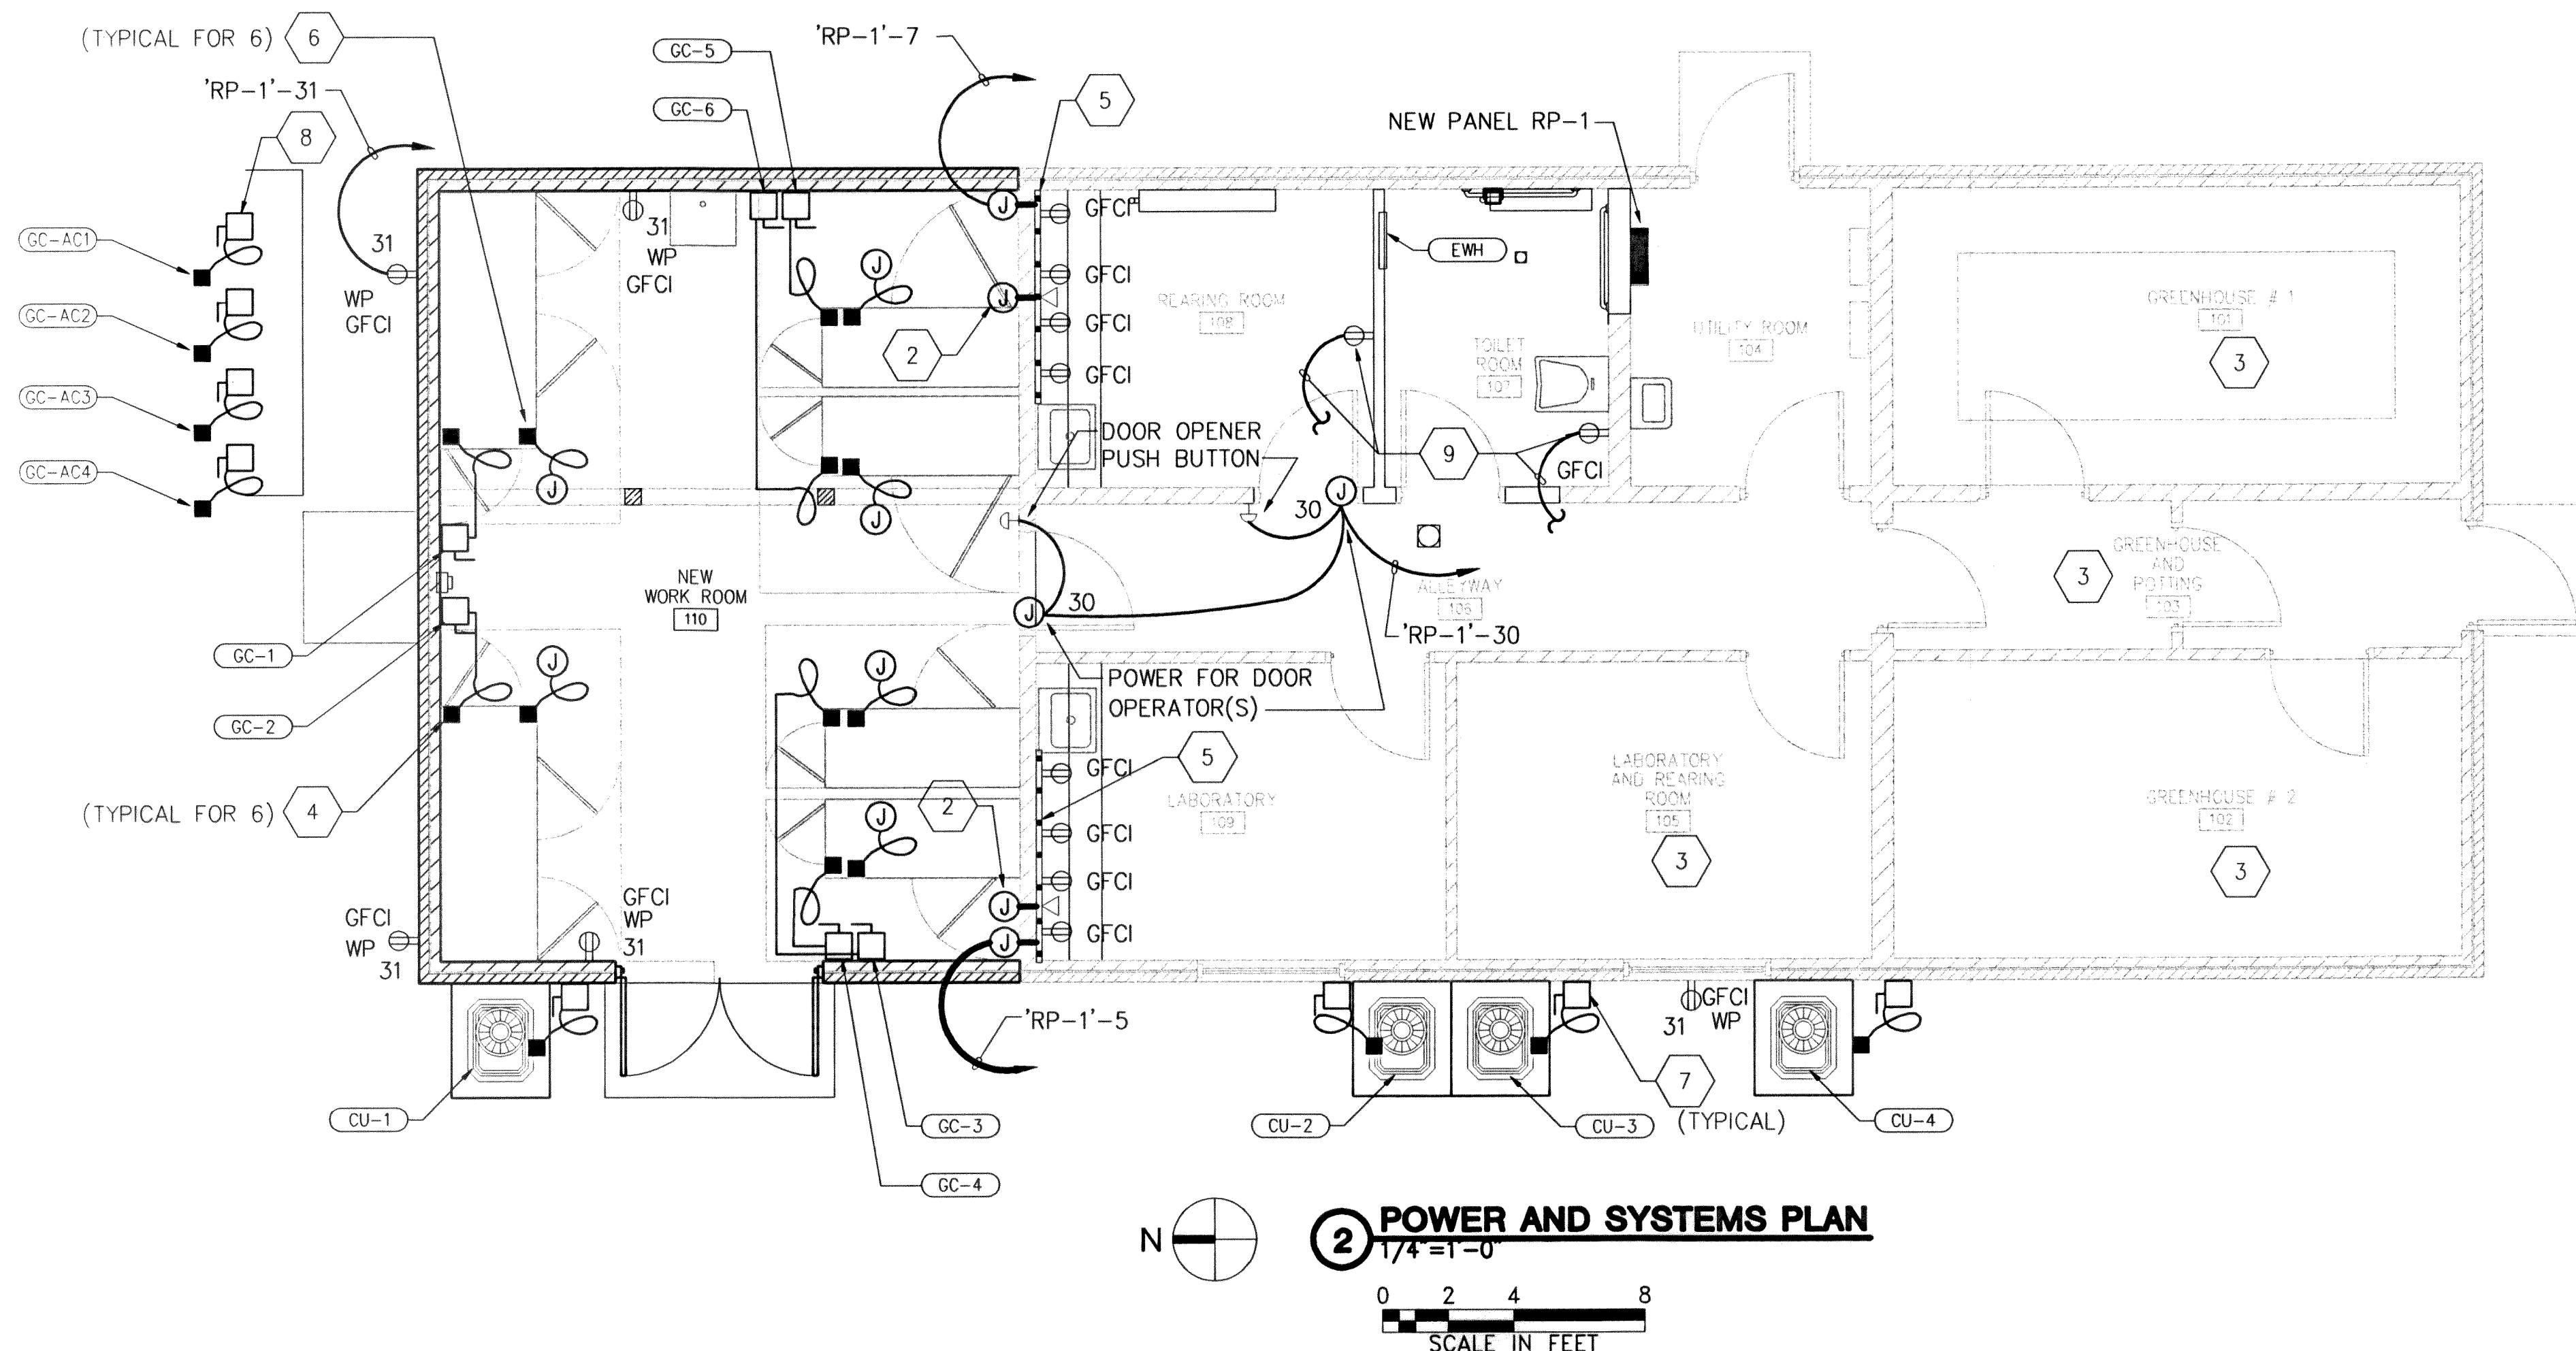 (TYPICAL FOR 6) 6
'RP-1'-31
8
GC-5
GC-6
'RP-1'-7
5
NEW PANEL RP-1
GC-AC1
GC-AC2
GC-AC3
GC-AC4
31
WP
GFCI
31
WP
GFCI
J
J
J
2
GFCI
GFCI
GFCI
GFCI
REARING ROOM
108
EWH
TOILET
ROOM
107
UTILITY ROOM
104
GREENHOUSE # 1
101
3
DOOR OPENER
PUSH BUTTON
9
GFCI
J
J
J
30
NEW
WORK ROOM
110
J
30
ALLEYWAY
106
'RP-1'-30
GREENHOUSE
AND
POTTING
103
3
GC-1
GC-2
J
J
POWER FOR DOOR
OPERATOR(S)
5
(TYPICAL FOR 6) 4
J
2
GFCI
GFCI
GFCI
GFCI
LABORATORY
109
LABORATORY
AND REARING
ROOM
105
3
GREENHOUSE # 2
102
3
GFCI
WP
31
GFCI
WP
31
J
J
'RP-1'-5
GFCI
WP
31
7
(TYPICAL)
CU-1
GC-3
GC-4
CU-2
CU-3
CU-4
N
2 POWER AND SYSTEMS PLAN
1/4"=1'-0"
0 2 4 8
SCALE IN FEET